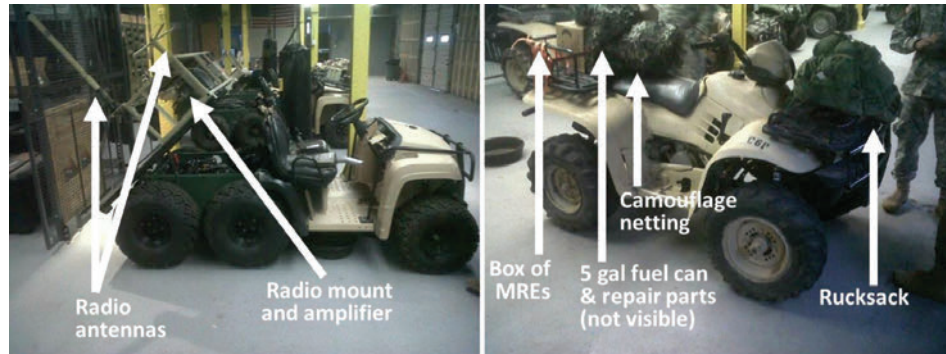 Radio
antennas
Radio mount
and amplifier
Box of
MREs
Camouflage
netting
5 gal fuel can
& repair parts
(not visible)
Rucksack